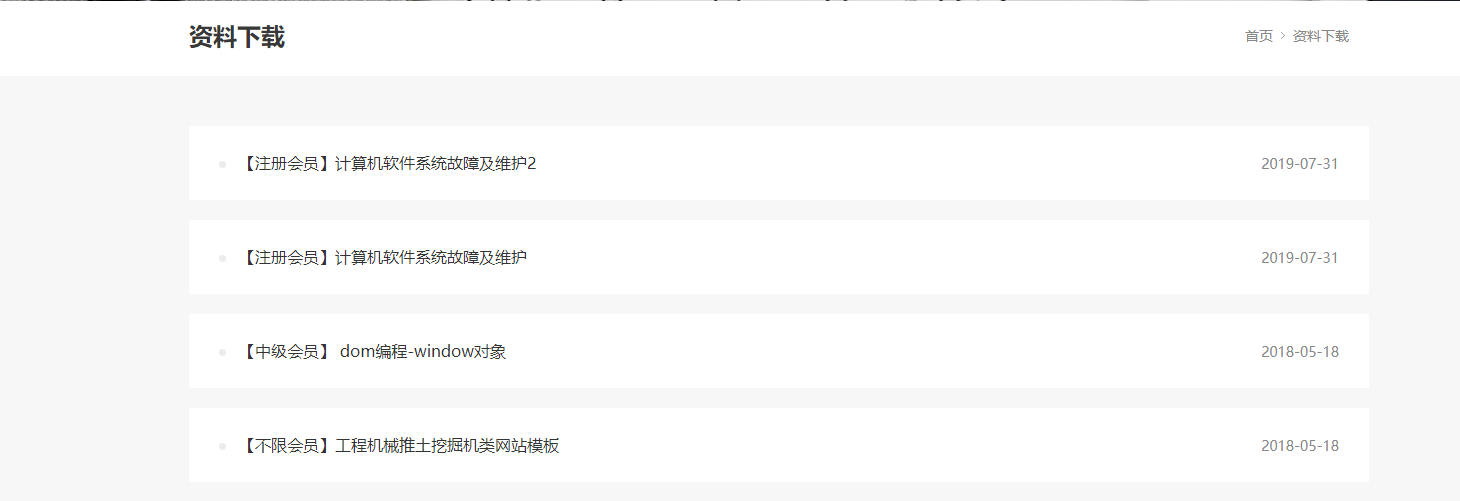 资料下载
首页 > 资料下载
【注册会员】计算机软件系统故障及维护2 2019-07-31
【注册会员】计算机软件系统故障及维护 2019-07-31
【中级会员】 dom编程-window对象 2018-05-18
【不限会员】工程机械推土挖掘机类网站模板 2018-05-18